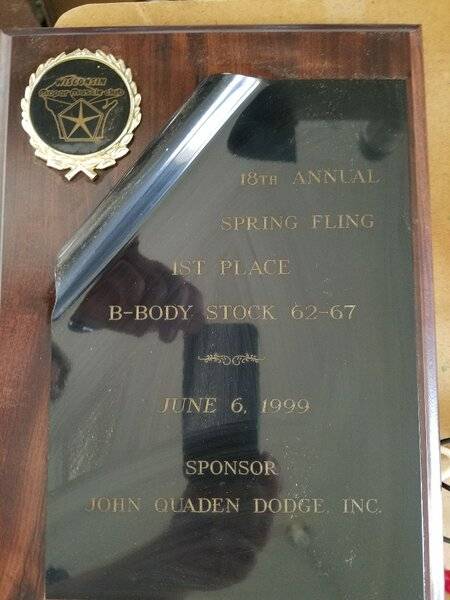 WISCONSIN
Mopar Muscle Club
18TH ANNUAL
SPRING FLING
1ST PLACE
B-BODY STOCK 62-67
JUNE 6, 1999
SPONSOR
JOHN QUADEN DODGE, INC.